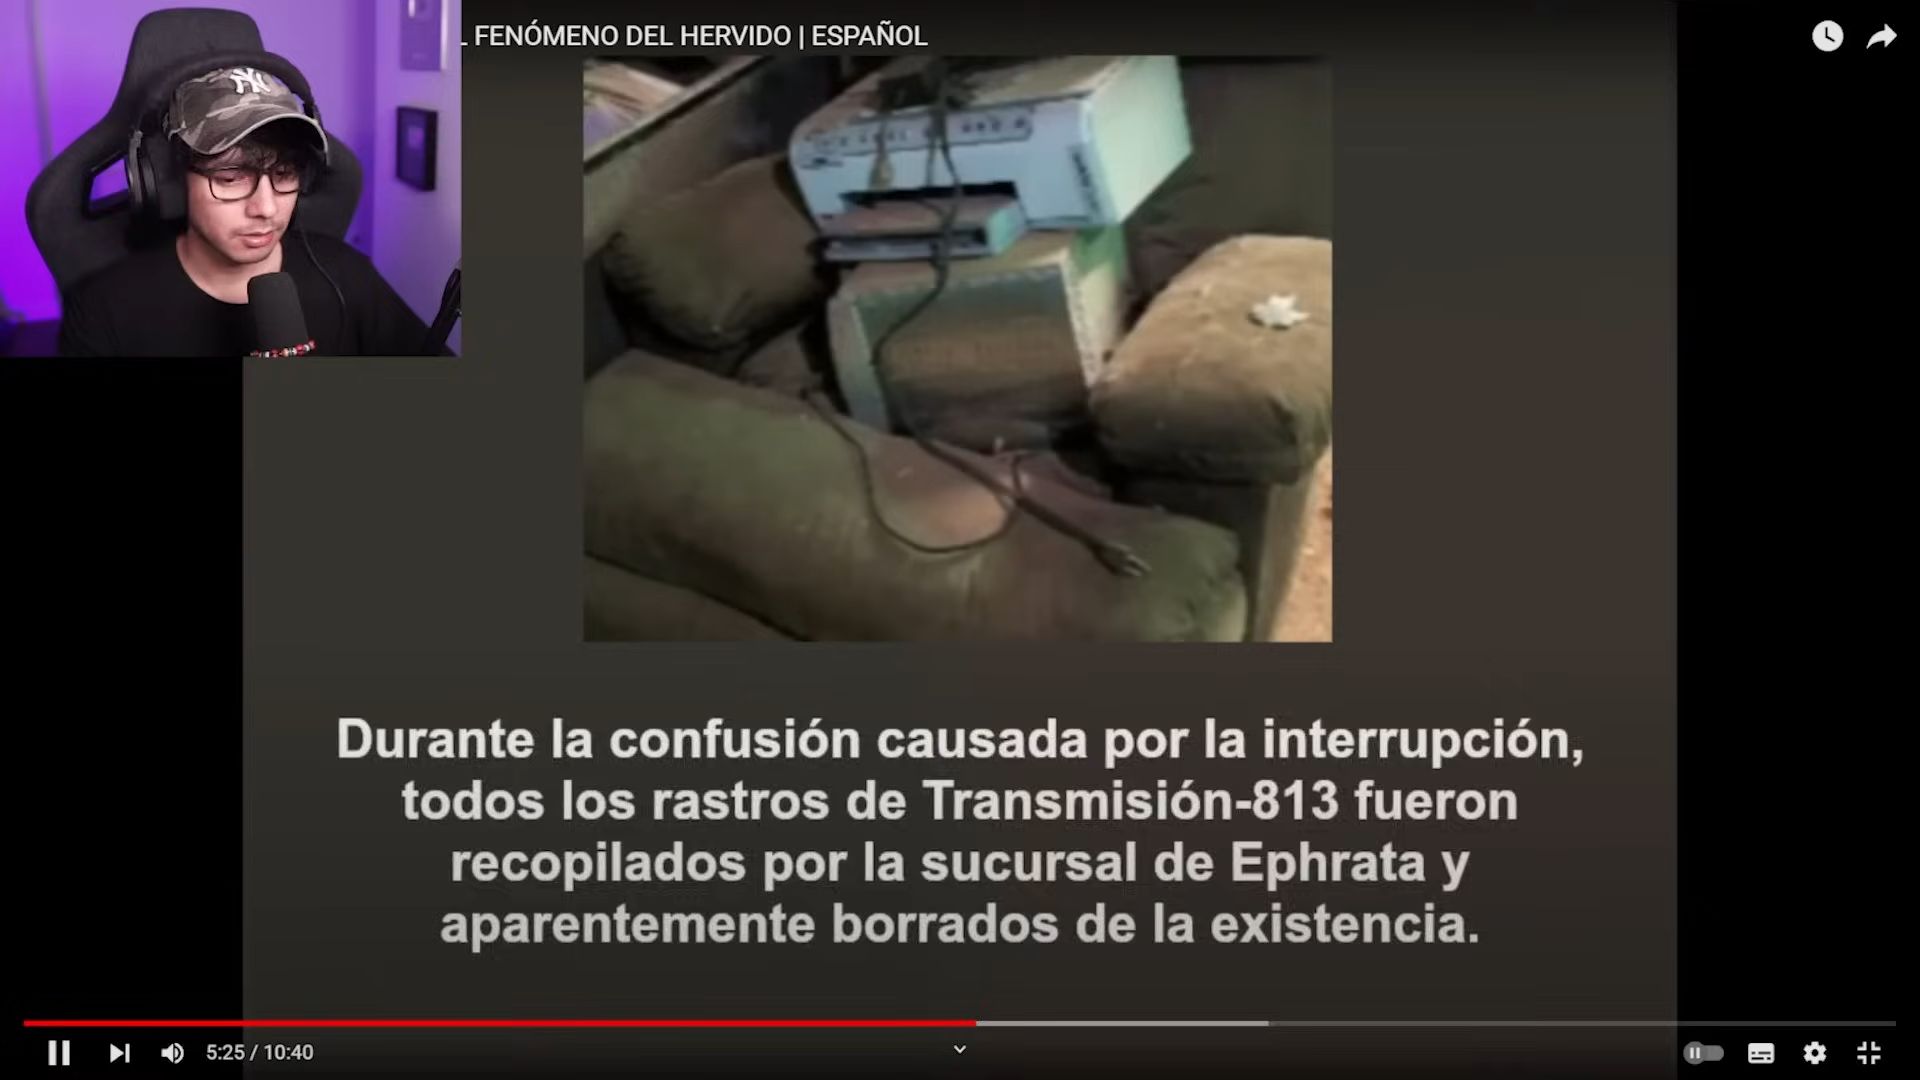 FENÓMENO DEL HERVIDO | ESPAÑOL
NY
Durante la confusión causada por la interrupción,
todos los rastros de Transmisión-813 fueron
recopilados por la sucursal de Ephrata y
aparentemente borrados de la existencia.
5:25 / 10:40